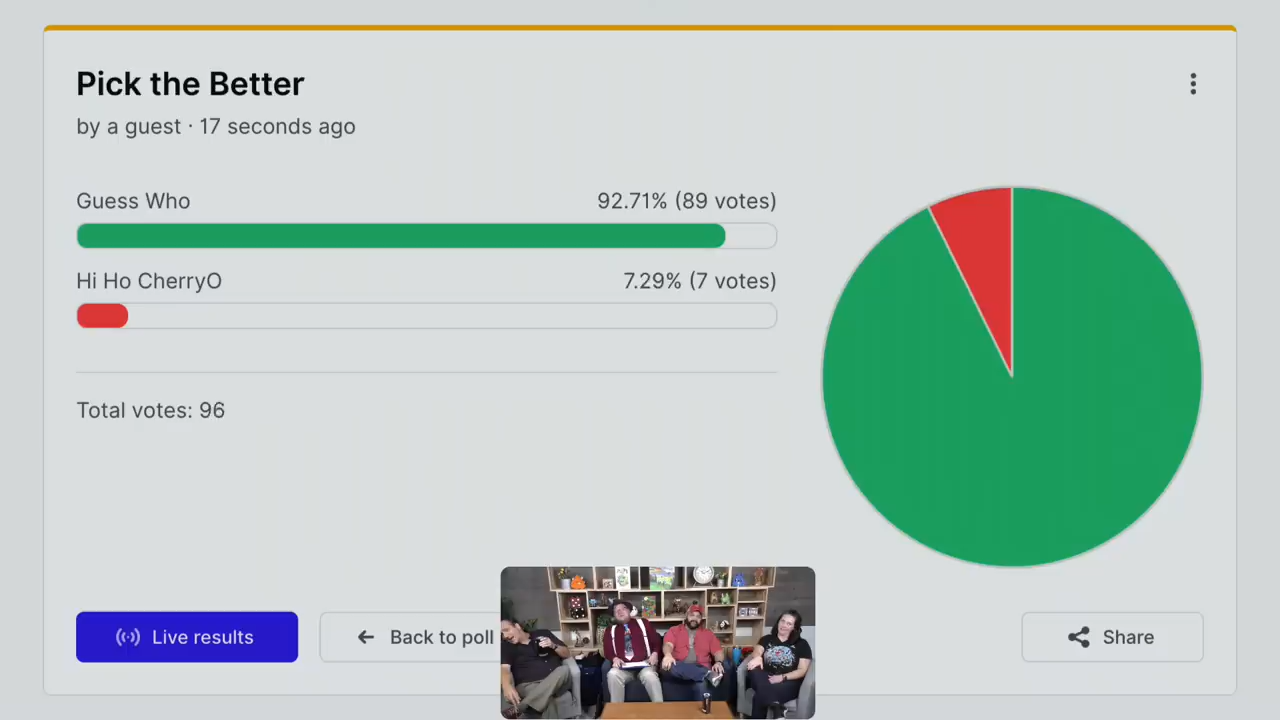 Pick the Better
by a guest · 17 seconds ago
Guess Who 92.71% (89 votes)
Hi Ho CherryO 7.29% (7 votes)
Total votes: 96
Live results
Back to poll
Share